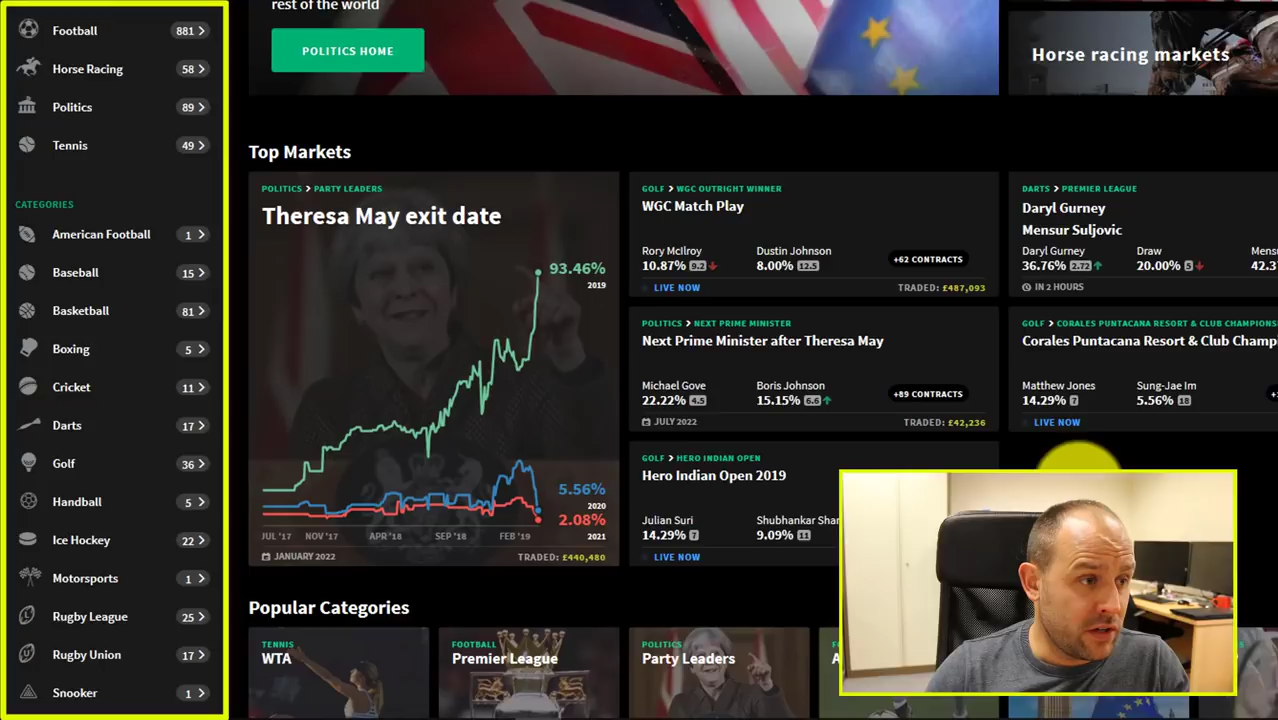 Football
881
Horse Racing
58
Politics
89
Tennis
49
CATEGORIES
American Football
1
Baseball
15
Basketball
81
Boxing
5
Cricket
11
Darts
17
Golf
36
Handball
5
Ice Hockey
22
Motorsports
1
Rugby League
25
Rugby Union
17
Snooker
1
rest of the world
POLITICS HOME
Horse racing markets
Top Markets
POLITICS > PARTY LEADERS
Theresa May exit date
93.46%
2019
5.56%
2020
2.08%
2021
JUL '17 NOV '17 APR '18 SEP '18 FEB '19
JANUARY 2022
TRADED: £440,480
GOLF > WGC OUTRIGHT WINNER
WGC Match Play
Rory McIlroy Dustin Johnson
10.87% 9.2 8.00% 12.5
+62 CONTRACTS
LIVE NOW
TRADED: £487,093
POLITICS > NEXT PRIME MINISTER
Next Prime Minister after Theresa May
Michael Gove Boris Johnson
22.22% 4.5 15.15% 6.6
+89 CONTRACTS
JULY 2022
TRADED: £42,236
GOLF > HERO INDIAN OPEN
Hero Indian Open 2019
Julian Suri Shubhankar Shar
14.29% 7 9.09% 11
LIVE NOW
DARTS > PREMIER LEAGUE
Daryl Gurney
Mensur Suljovic
Daryl Gurney Draw Mens
36.76% 2.72 20.00% 5 42.3
IN 2 HOURS
GOLF > CORALES PUNTACANA RESORT & CLUB CHAMPIONS
Corales Puntacana Resort & Club Champ
Matthew Jones Sung-Jae Im
14.29% 7 5.56% 18
LIVE NOW
Popular Categories
TENNIS
WTA
FOOTBALL
Premier League
POLITICS
Party Leaders